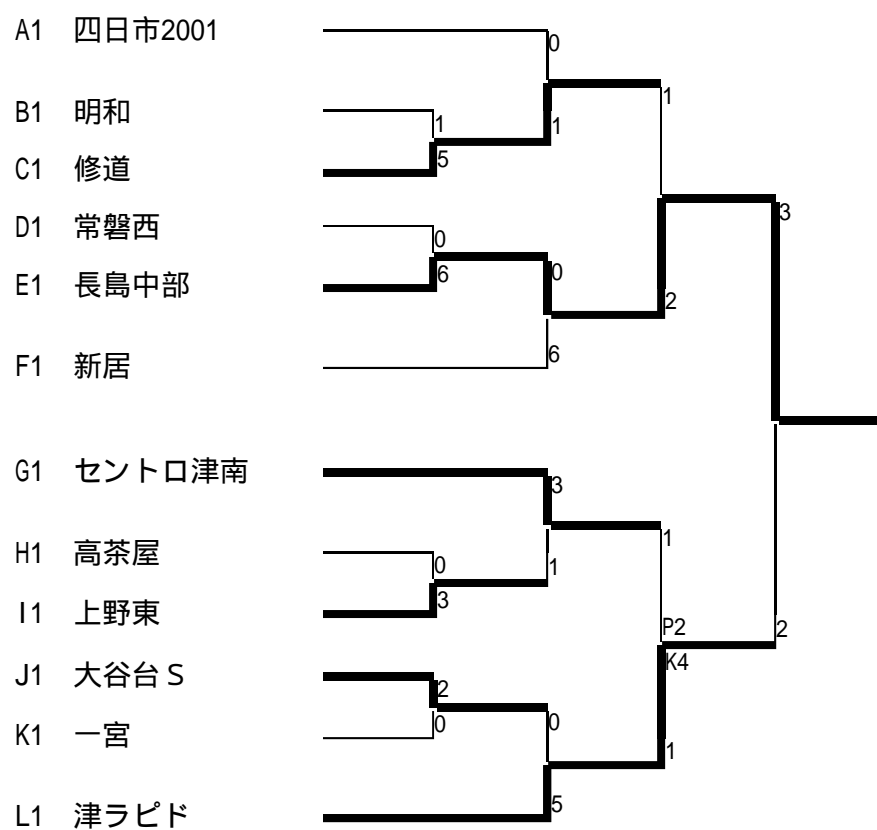 A1 四日市2001
0
1
B1 明和
1
1
C1 修道
5
D1 常磐西
3
0
E1 長島中部
6
0
2
F1 新居
6
G1 セントロ津南
3
1
H1 高茶屋
0
1
I1 上野東
3
P2
2
K4
J1 大谷台S
2
K1 一宮
0
0
1
L1 津ラピド
5